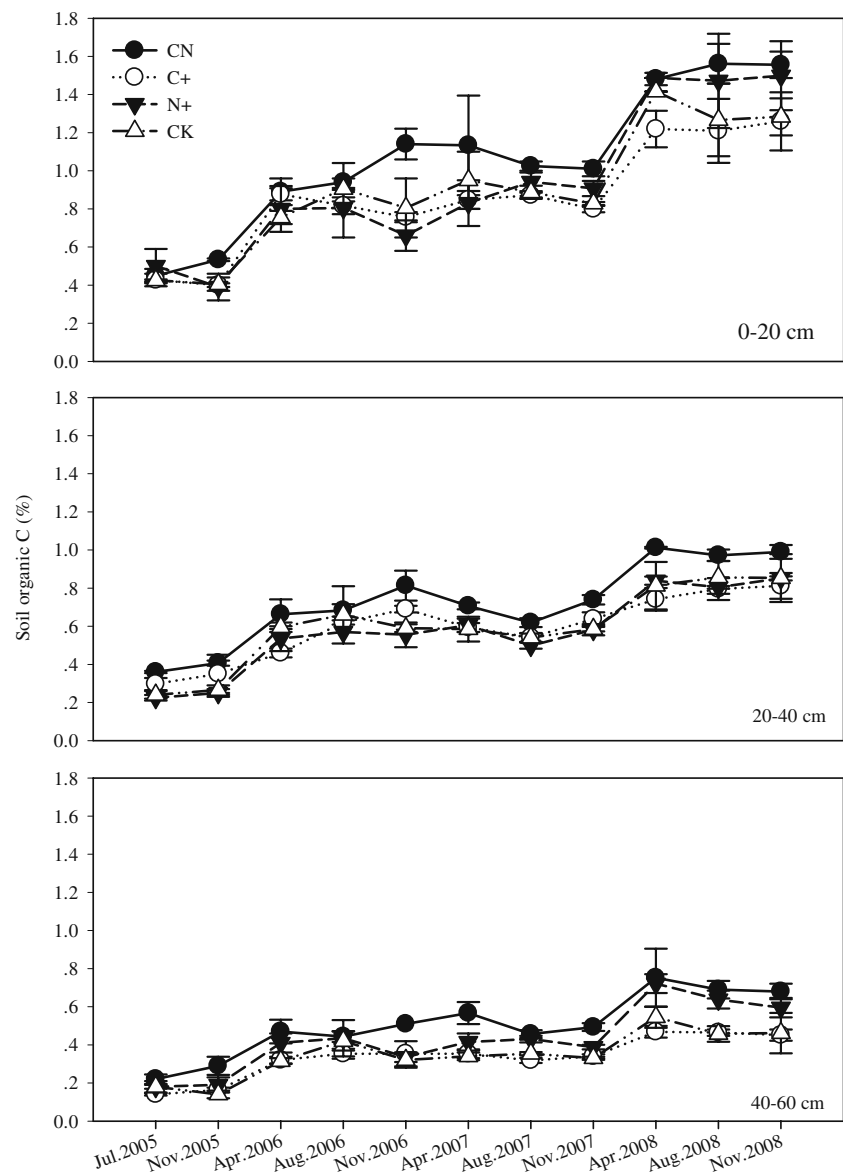 1.8
1.6
1.4
1.2
1.0
.8
.6
.4
.2
0.0
CN
C+
N+
CK
0-20 cm
Soil organic C (%)
1.8
1.6
1.4
1.2
1.0
.8
.6
.4
.2
0.0
20-40 cm
1.8
1.6
1.4
1.2
1.0
.8
.6
.4
.2
0.0
40-60 cm
Jul.2005
Nov.2005
Apr.2006
Aug.2006
Nov.2006
Apr.2007
Aug.2007
Nov.2007
Apr.2008
Aug.2008
Nov.2008